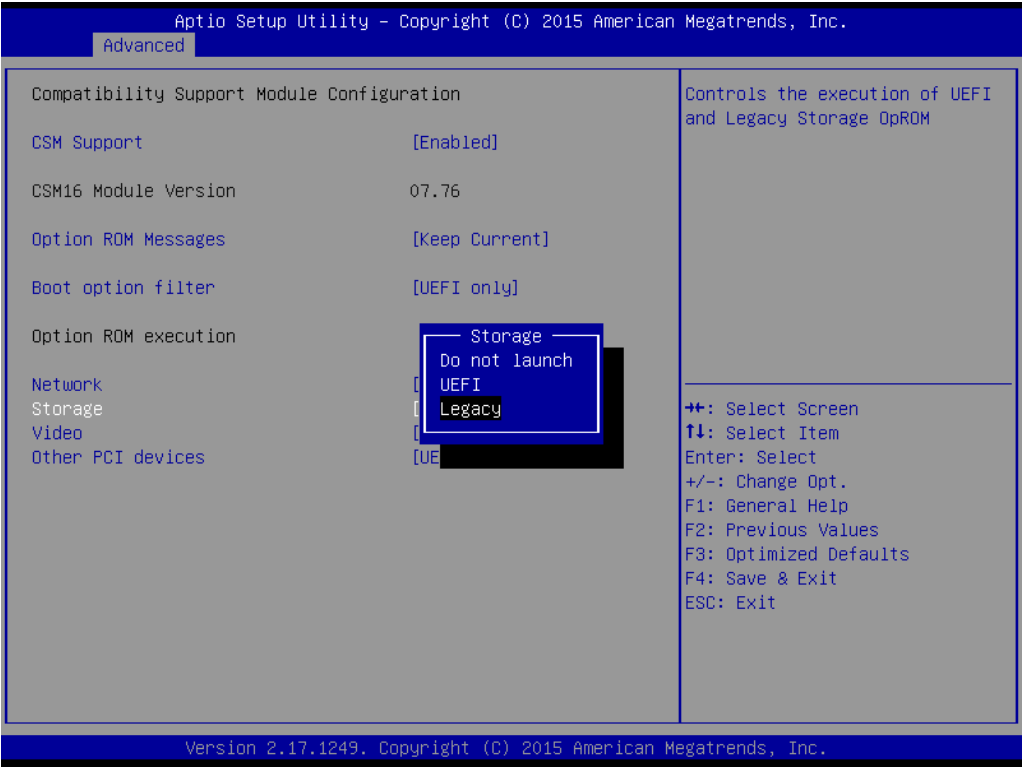 Aptio Setup Utility – Copyright (C) 2015 American Megatrends, Inc.
Advanced
Compatibility Support Module Configuration
CSM Support [Enabled]
CSM16 Module Version 07.76
Option ROM Messages [Keep Current]
Boot option filter [UEFI only]
Option ROM execution
Network [
Storage [
Video [
Other PCI devices [UE
Storage
Do not launch
UEFI
Legacy
Controls the execution of UEFI
and Legacy Storage OpROM
→←: Select Screen
↑↓: Select Item
Enter: Select
+/-: Change Opt.
F1: General Help
F2: Previous Values
F3: Optimized Defaults
F4: Save & Exit
ESC: Exit
Version 2.17.1249. Copyright (C) 2015 American Megatrends, Inc.